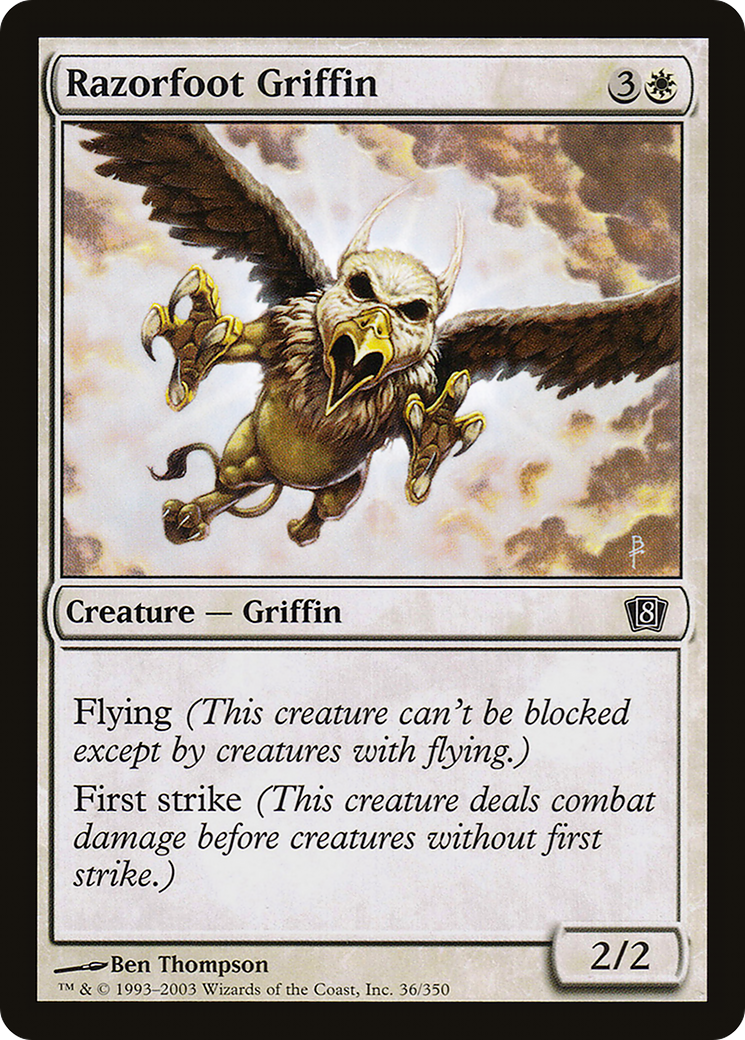 Razorfoot Griffin 3
Creature — Griffin 8
Flying (This creature can't be blocked
except by creatures with flying.)
First strike (This creature deals combat
damage before creatures without first
strike.)
2/2
Ben Thompson
™ & © 1993–2003 Wizards of the Coast, Inc. 36/350